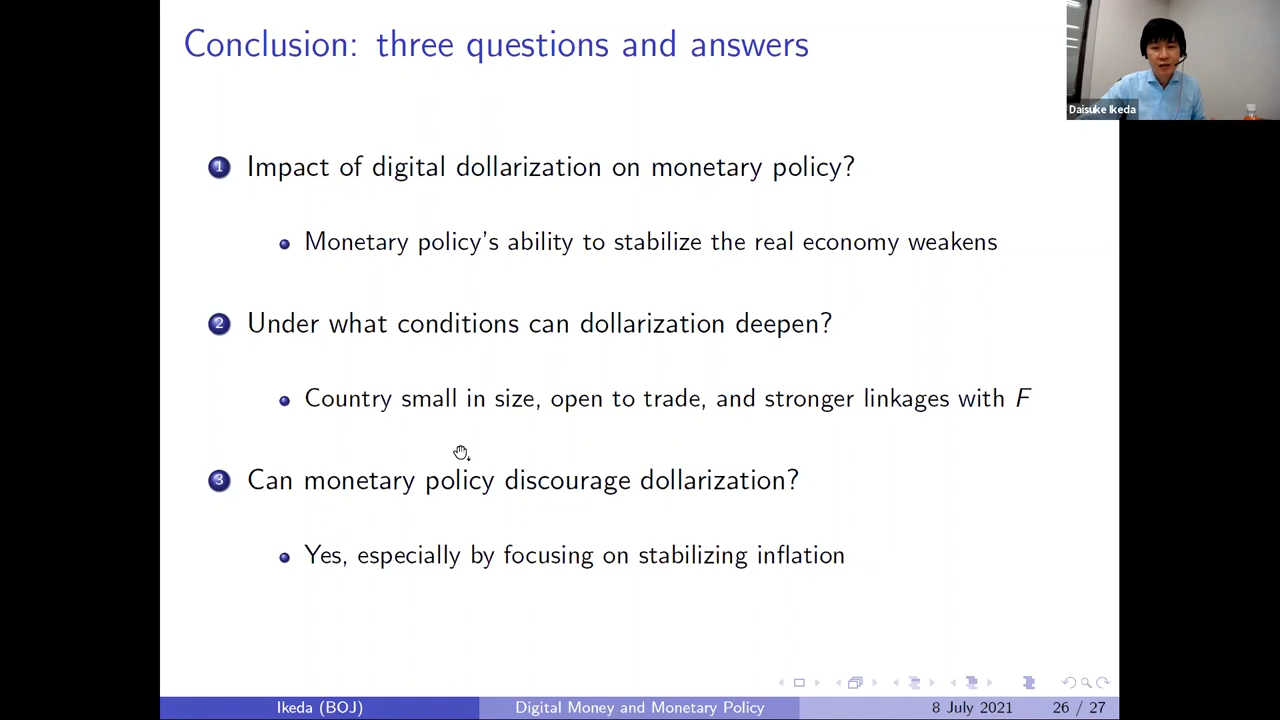 Conclusion: three questions and answers
Daisuke Ikeda
1 Impact of digital dollarization on monetary policy?
Monetary policy's ability to stabilize the real economy weakens
2 Under what conditions can dollarization deepen?
Country small in size, open to trade, and stronger linkages with F
3 Can monetary policy discourage dollarization?
Yes, especially by focusing on stabilizing inflation
Ikeda (BOJ) Digital Money and Monetary Policy 8 July 2021 26 / 27